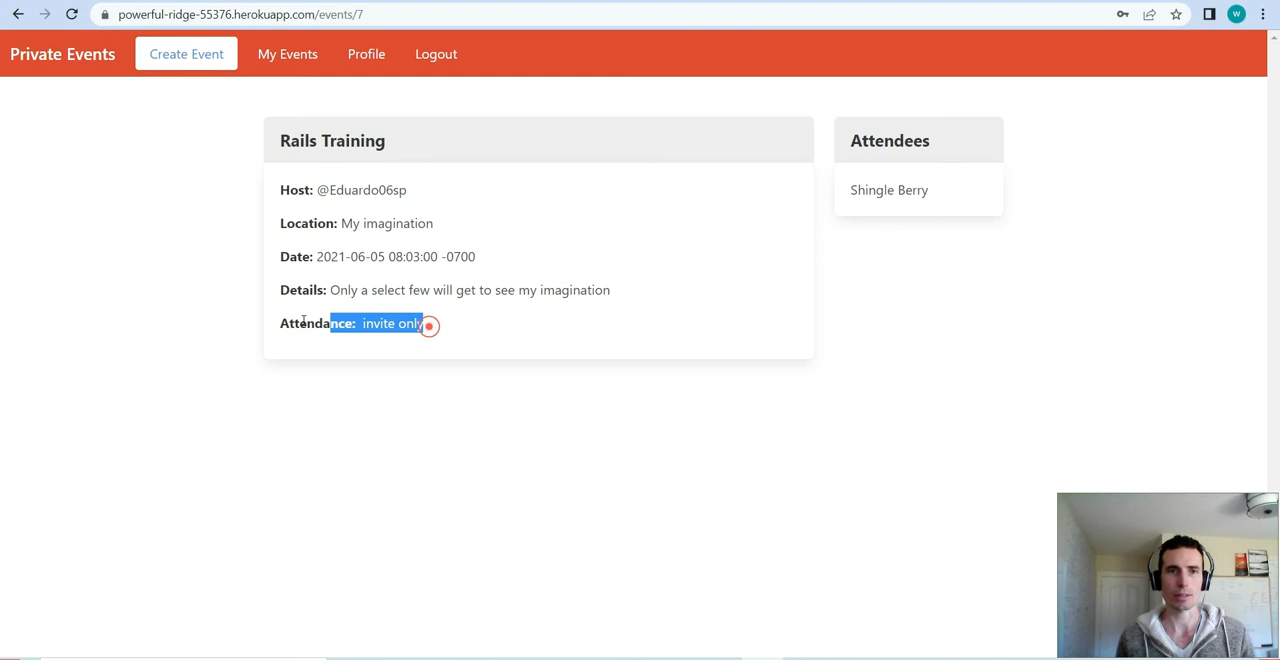 powerful-ridge-55376.herokuapp.com/events/7
W
Private Events Create Event My Events Profile Logout
Rails Training
Host: @Eduardo06sp
Location: My imagination
Date: 2021-06-05 08:03:00 -0700
Details: Only a select few will get to see my imagination
Attendance: invite only
Attendees
Shingle Berry